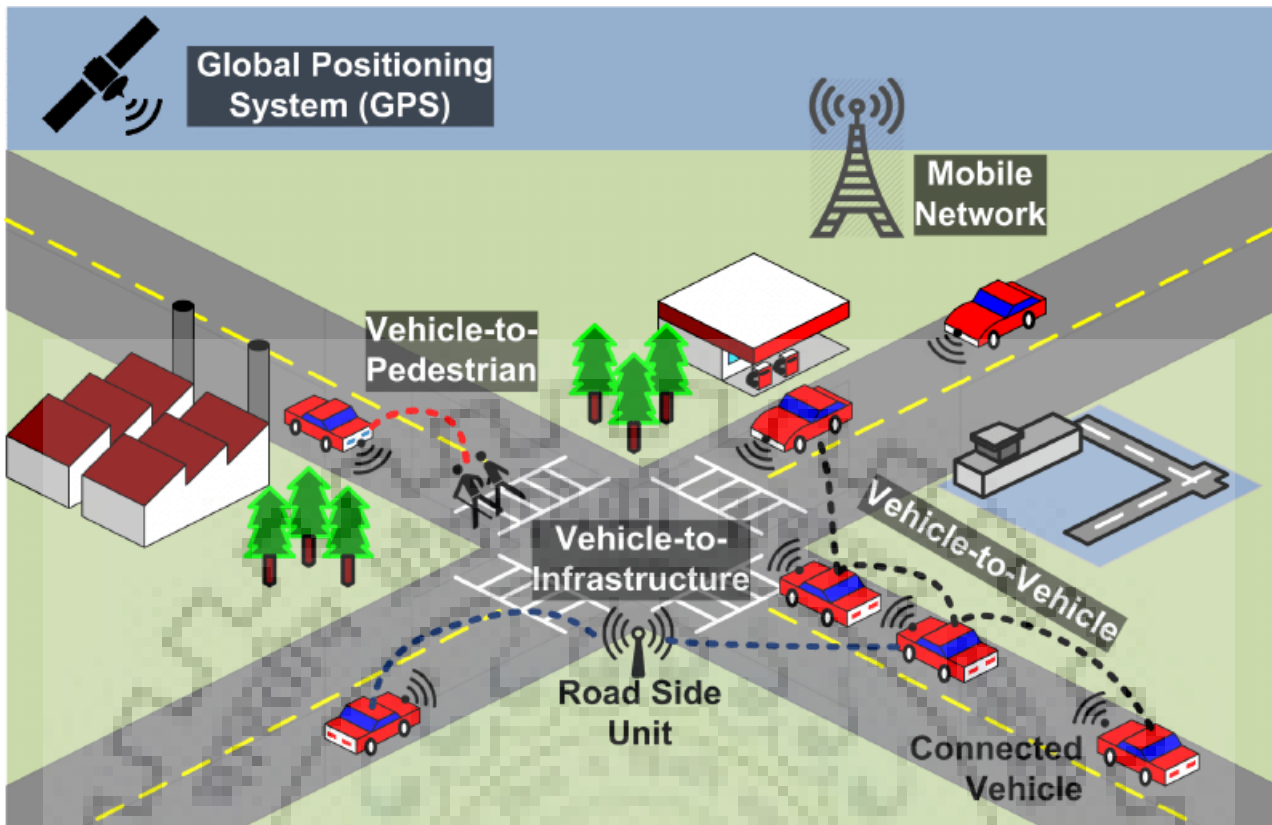 Global Positioning
System (GPS)
Mobile
Network
Vehicle-to-
Pedestrian
Vehicle-to-Vehicle
Vehicle-to-
Infrastructure
Road Side
Unit
Connected
Vehicle